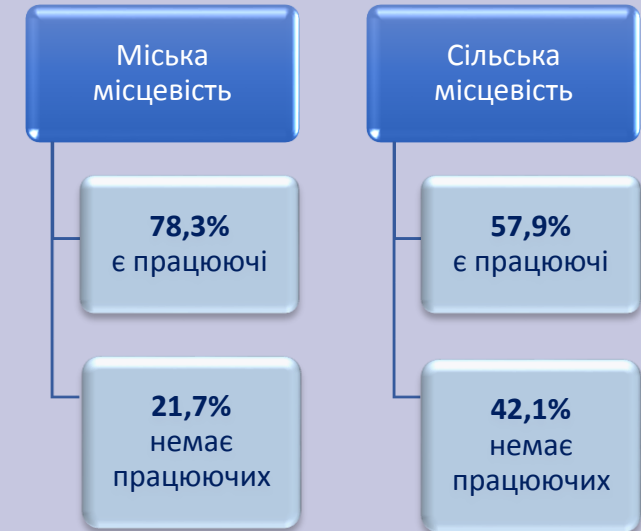 Міська
місцевість
78,3%
є працюючі
21,7%
немає
працюючих
Сільська
місцевість
57,9%
є працюючі
42,1%
немає
працюючих